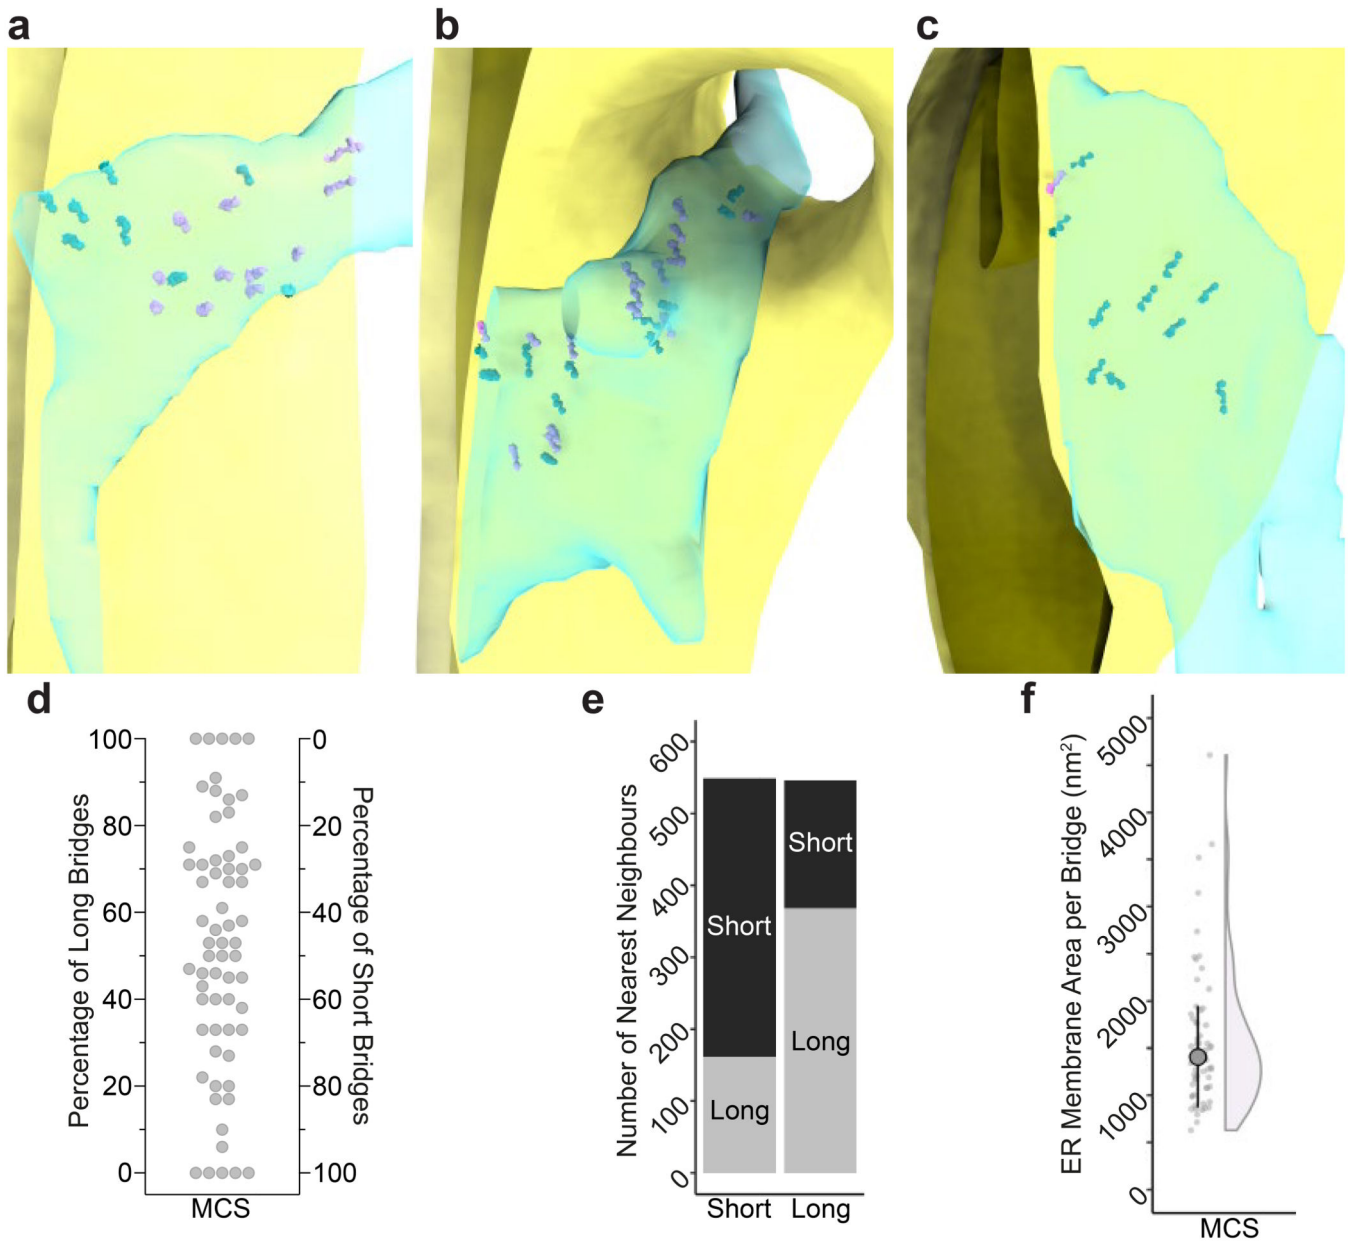 a
b
c
d
Percentage of Long Bridges
100
80
60
40
20
0
0
20
40
60
80
100
Percentage of Short Bridges
MCS
e
Number of Nearest Neighbours
600
500
400
300
200
100
0
Short
Long
Short
Long
Short Long
f
ER Membrane Area per Bridge (nm²)
5000
4000
3000
2000
1000
0
MCS